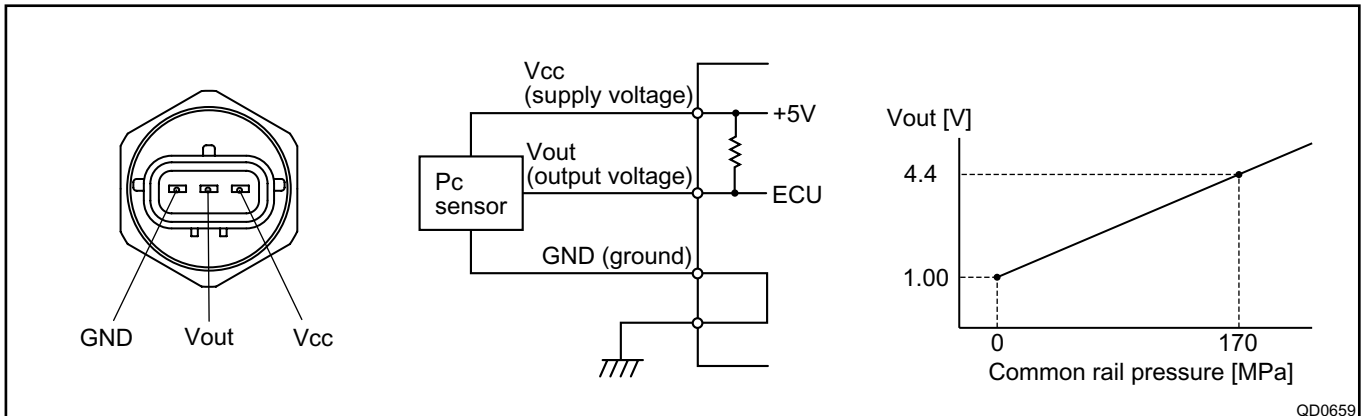 GND
Vout
Vcc
Vcc
(supply voltage)
+5V
Vout
(output voltage)
ECU
Pc
sensor
GND (ground)
Vout [V]
4.4
1.00
0
170
Common rail pressure [MPa]
QD0659